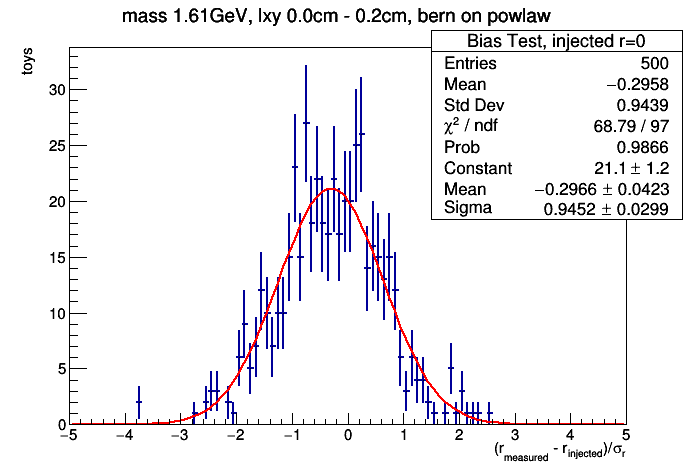 mass 1.61GeV, lxy 0.0cm - 0.2cm, bern on powlaw
Bias Test, injected r=0
Entries 500
Mean −0.2958
Std Dev 0.9439
χ² / ndf 68.79 / 97
Prob 0.9866
Constant 21.1 ± 1.2
Mean −0.2966 ± 0.0423
Sigma 0.9452 ± 0.0299
toys
30
25
20
15
10
5
0
−5 −4 −3 −2 −1 0 1 2 3 4 5
(r_measured - r_injected)/σ_r